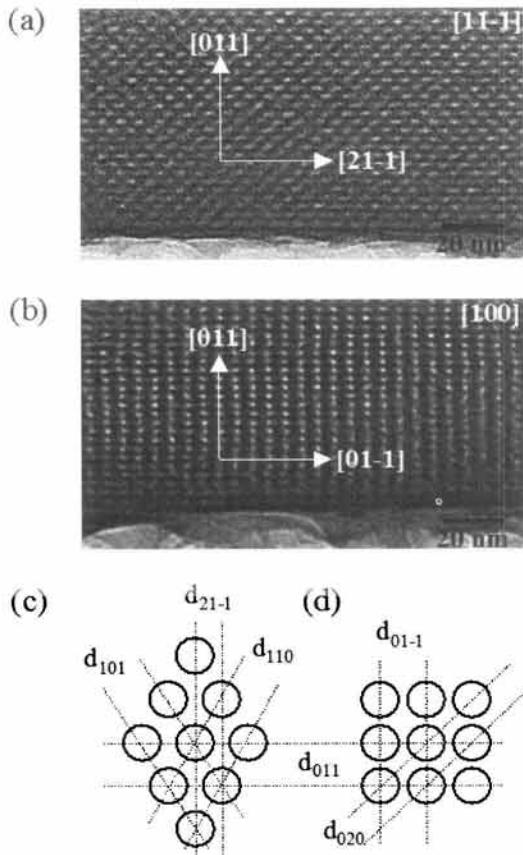 (a)
[11-1]
[011]
[21-1]
20 nm
(b)
[100]
[011]
[01-1]
20 nm
(c)
d21-1
d101
d110
d011
(d)
d01-1
d020